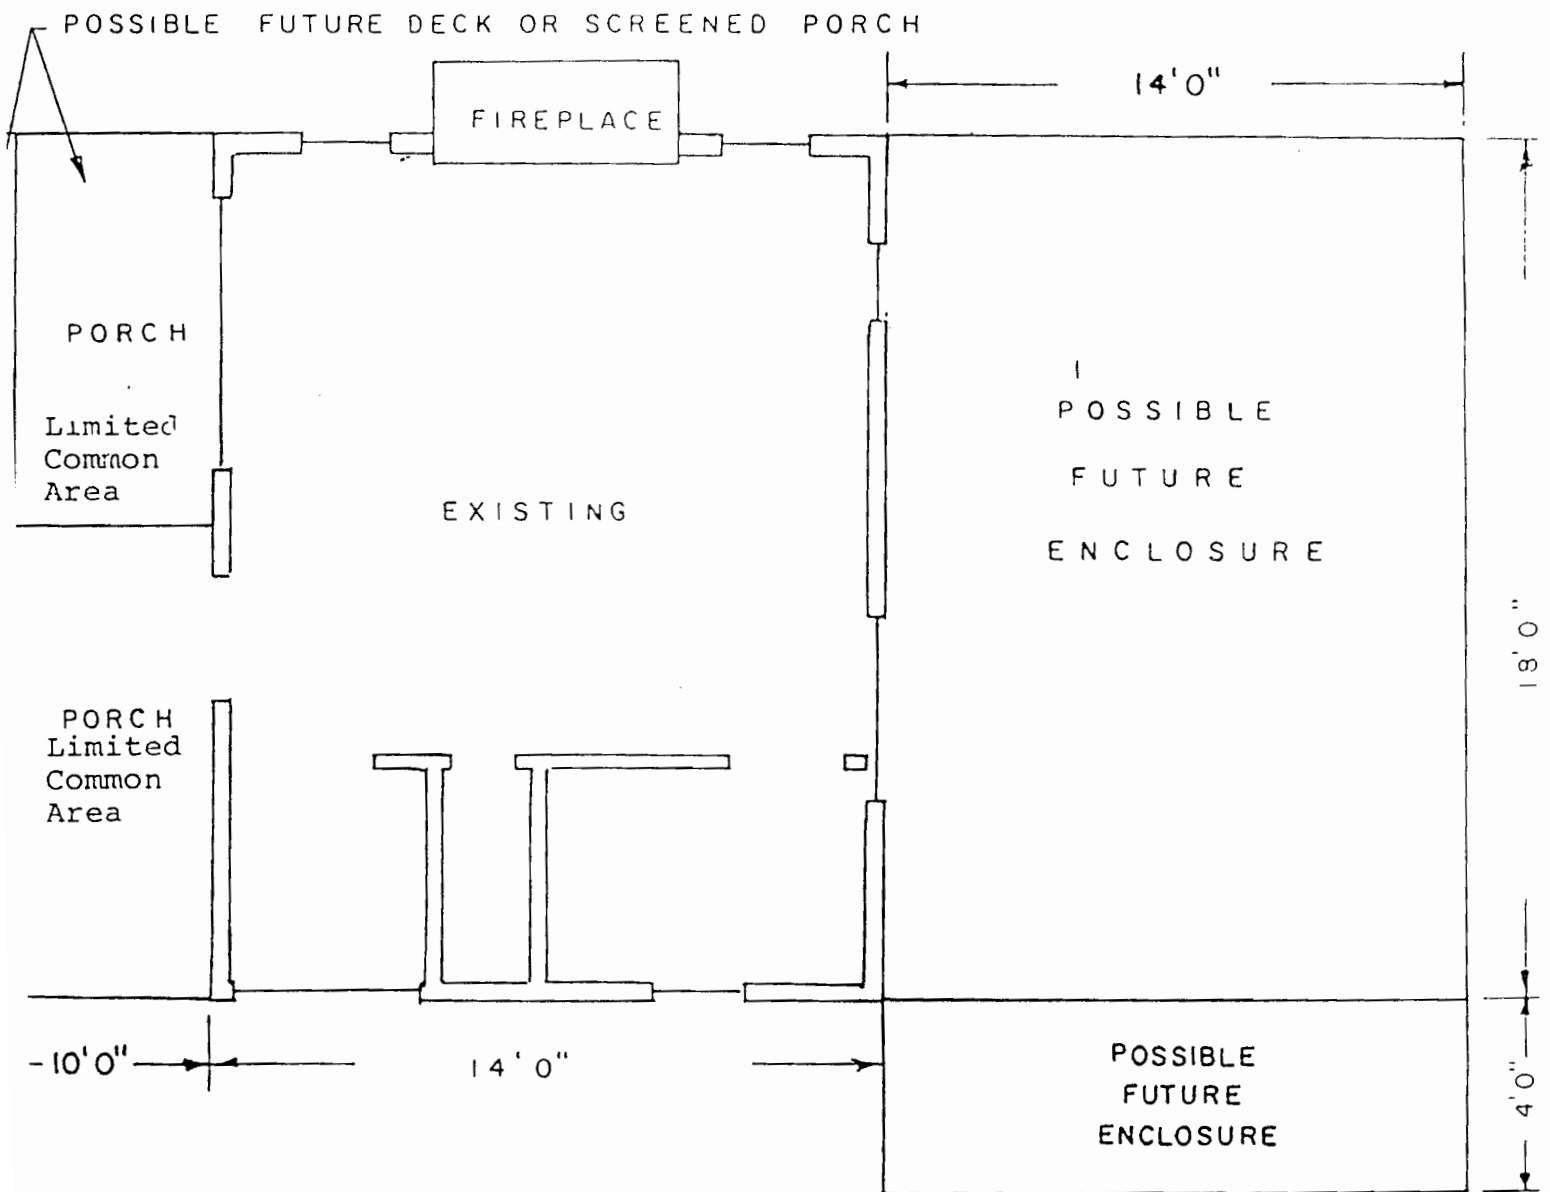 POSSIBLE FUTURE DECK OR SCREENED PORCH
14'0"
FIREPLACE
PORCH
Limited
Common
Area
EXISTING
POSSIBLE
FUTURE
ENCLOSURE
18'0"
PORCH
Limited
Common
Area
-10'0"
14'0"
POSSIBLE
FUTURE
ENCLOSURE
4'0"